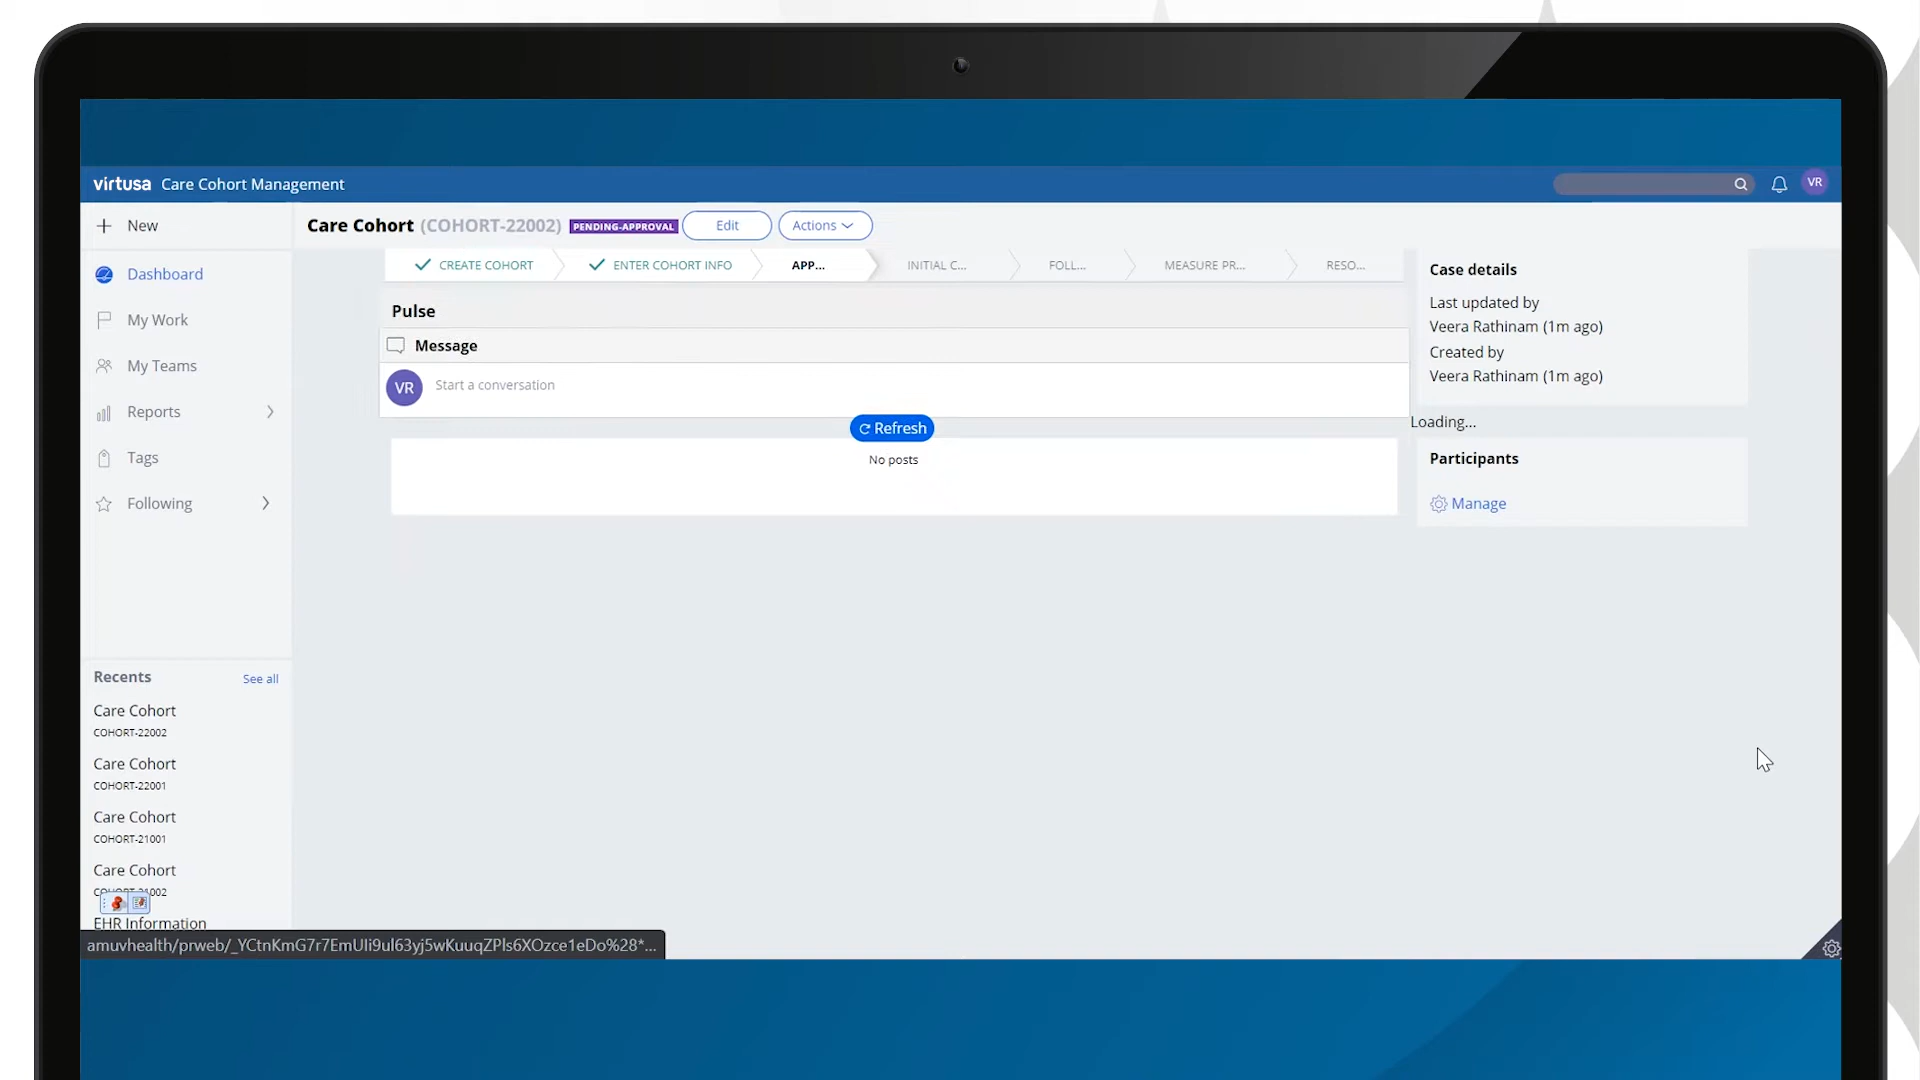 virtusa Care Cohort Management
VR
New
Care Cohort (COHORT-22002) PENDING-APPROVAL Edit Actions
Dashboard
My Work
My Teams
Reports
Tags
Following
CREATE COHORT ENTER COHORT INFO APP... INITIAL C... FOLL... MEASURE PR... RESO...
Pulse
Message
VR Start a conversation
Refresh
No posts
Case details
Last updated by
Veera Rathinam (1m ago)
Created by
Veera Rathinam (1m ago)
Loading...
Participants
Manage
Recents See all
Care Cohort
COHORT-22002
Care Cohort
COHORT-22001
Care Cohort
COHORT-21001
Care Cohort
EHR Information